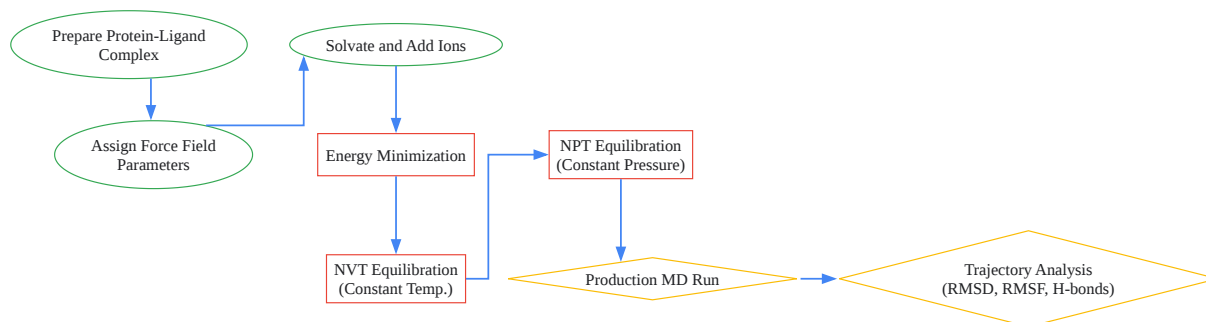 Prepare Protein-Ligand
Complex
Assign Force Field
Parameters
Solvate and Add Ions
Energy Minimization
NVT Equilibration
(Constant Temp.)
NPT Equilibration
(Constant Pressure)
Production MD Run
Trajectory Analysis
(RMSD, RMSF, H-bonds)